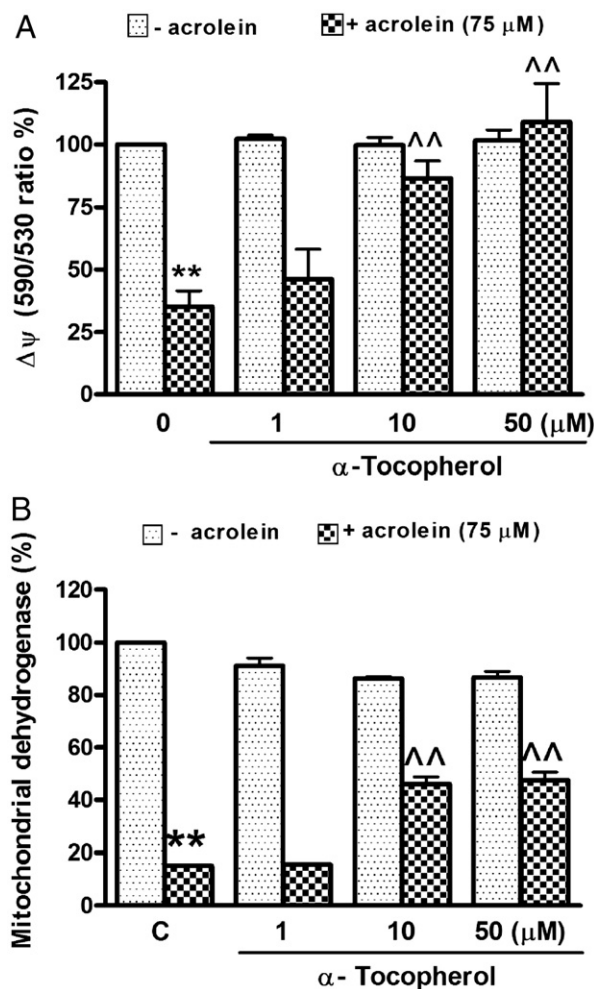 A
- acrolein + acrolein (75 μM)
Δψ (590/530 ratio %)
125
100
75
50
25
0
**
^^
^^
0 1 10 50 (μM)
α-Tocopherol
B
- acrolein + acrolein (75 μM)
Mitochondrial dehydrogenase (%)
120
100
80
60
40
20
0
**
^^
^^
C 1 10 50 (μM)
α- Tocopherol